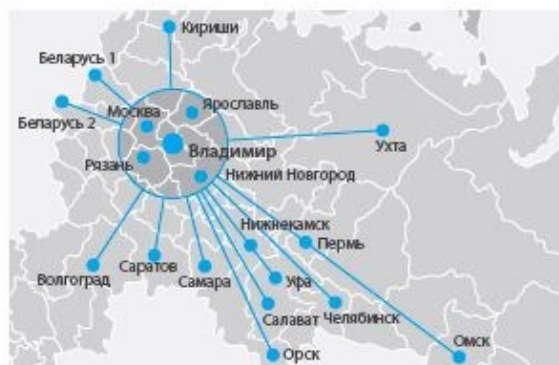 Кириши
Беларусь 1
Ярославль
Москва
Беларусь 2
Ухта
Владимир
Рязань
Нижний Новгород
Нижнекамск
Пермь
Саратов
Волгоград
Самара
Уфа
Салават
Челябинск
Омск
Орск